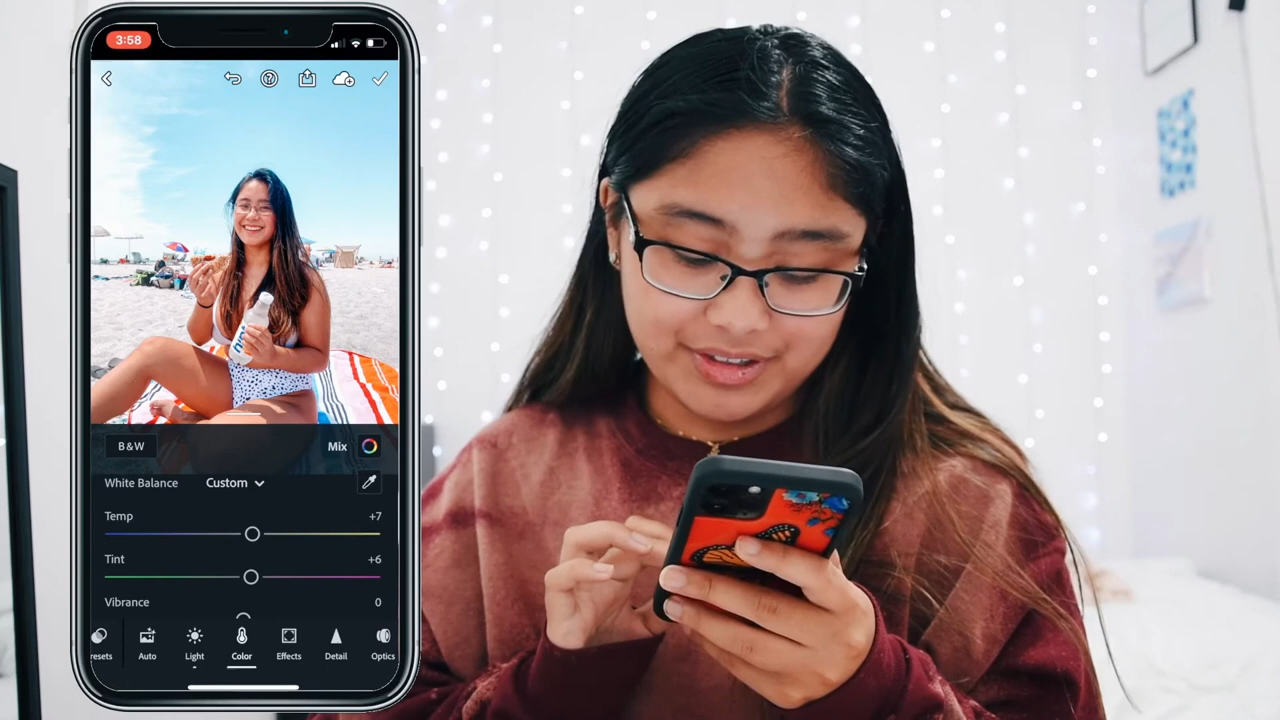 3:58
B&W
Mix
White Balance Custom
Temp +7
Tint +6
Vibrance 0
resets Auto Light Color Effects Detail Optics